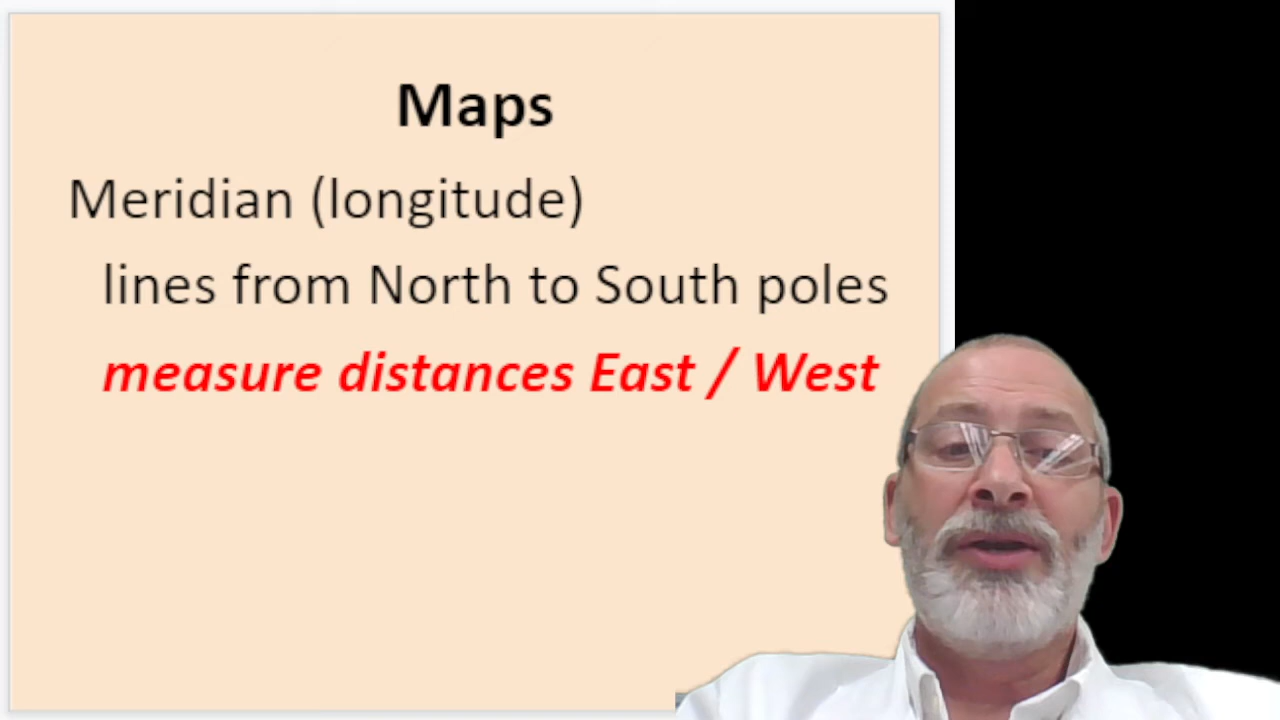 Maps
Meridian (longitude)
lines from North to South poles
measure distances East / West